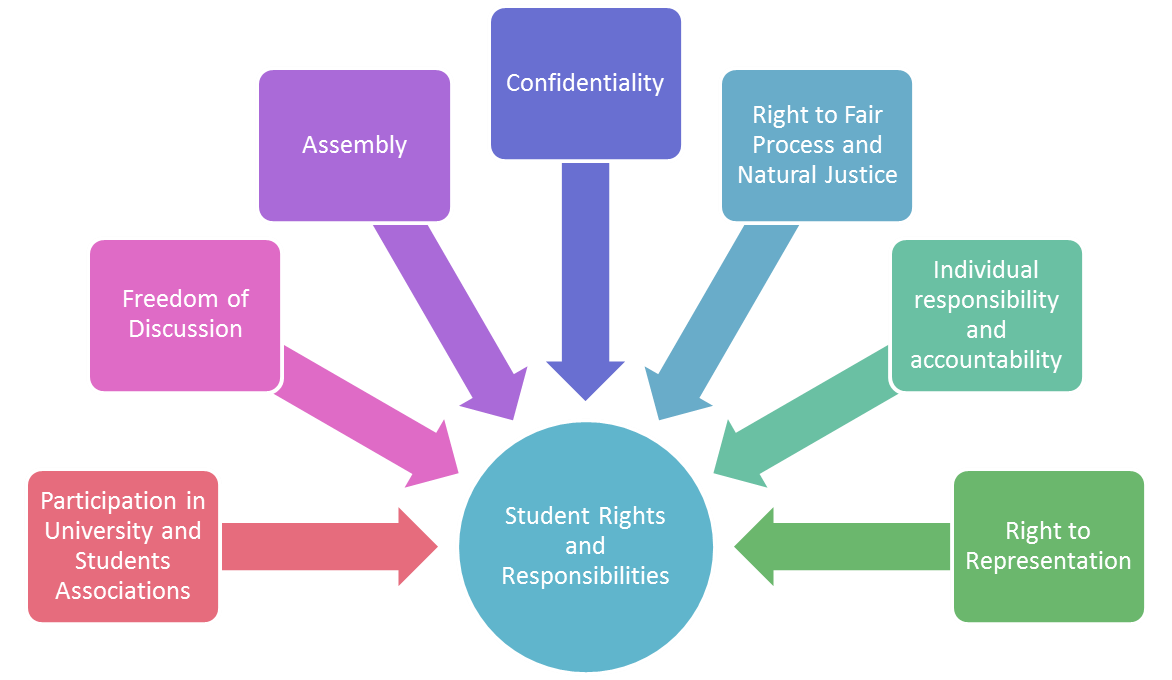 Confidentiality
Assembly
Right to Fair
Process and
Natural Justice
Freedom of
Discussion
Individual
responsibility
and
accountability
Participation in
University and
Students
Associations
Student Rights
and
Responsibilities
Right to
Representation